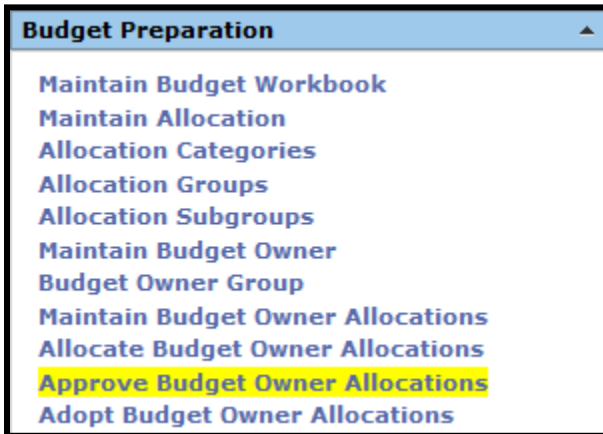 Budget Preparation
Maintain Budget Workbook
Maintain Allocation
Allocation Categories
Allocation Groups
Allocation Subgroups
Maintain Budget Owner
Budget Owner Group
Maintain Budget Owner Allocations
Allocate Budget Owner Allocations
Approve Budget Owner Allocations
Adopt Budget Owner Allocations